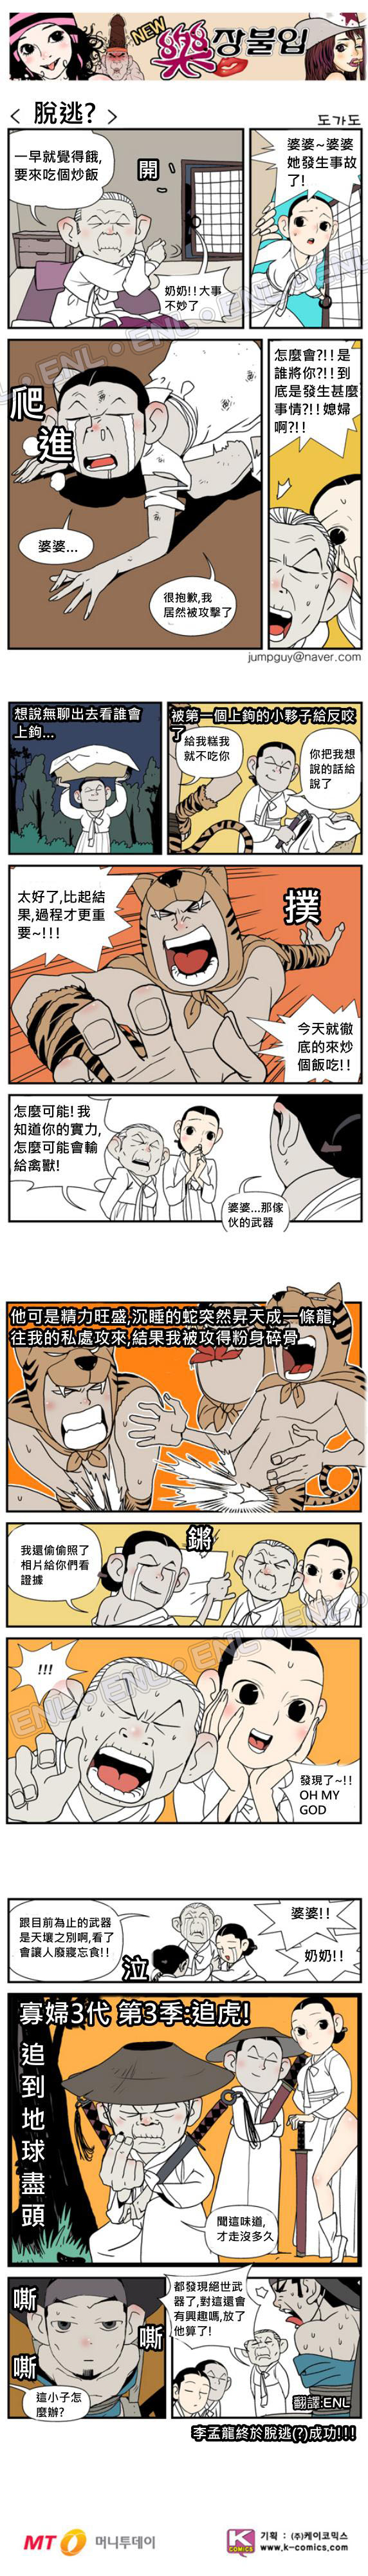 NEW 樂 장불입
< 脫逃? >
도가도
一早就覺得餓,
要來吃個炒飯
開
奶奶!!大事
不妙了
婆婆~婆婆
她發生事故
了!
爬
進
婆婆...
很抱歉,我
居然被攻擊了
怎麼會?!!是
誰將你?!!到
底是發生甚麼
事情?!!媳婦
啊?!!
jumpguy@naver.com
想說無聊出去看誰會
上鉤...
被第一個上鉤的小夥子給反咬
了
給我糕我
就不吃你
你把我想
說的話給
說了
太好了,比起結
果,過程才更重
要~!!!
撲
今天就徹
底的來炒
個飯吃!!
怎麼可能!我
知道你的實力,
怎麼可能會輸
給禽獸!
婆婆...那傢
伙的武器
他可是精力旺盛,沉睡的蛇突然昇天成一條龍,
往我的私處攻來,結果我被攻得粉身碎骨
我還偷偷照了
相片給你們看
證據
鏘
!!!
發現了~!!
OH MY
GOD
跟目前為止的武器
是天壤之別啊,看了
會讓人廢寢忘食!!
泣
婆婆!!
奶奶!!
寡婦3代 第3季:追虎!
追到地球盡頭
聞這味道,
才走沒多久
嘶
嘶
嘶
這小子怎
麼辦?
都發現絕世武
器了,對這還會
有興趣嗎,放了
他算了!
翻譯:ENL
李孟龍終於脫逃(?)成功!!!
MT 머니투데이
K COMICS
기획 : (주)케이코믹스
www.k-comics.com
ENL • ENL • ENL • ENL
ENL • ENL • ENL • ENL